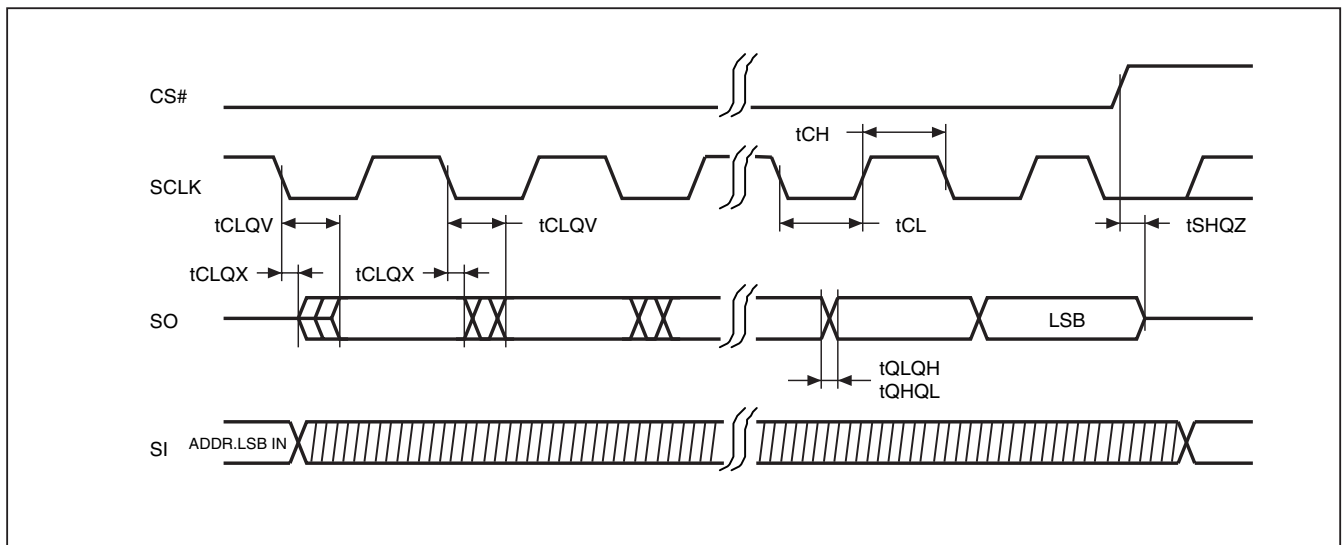 CS#
tCH
SCLK
tCLQV
tCLQV
tCL
tSHQZ
tCLQX
tCLQX
SO
LSB
tQLQH
tQHQL
SI
ADDR.LSB IN